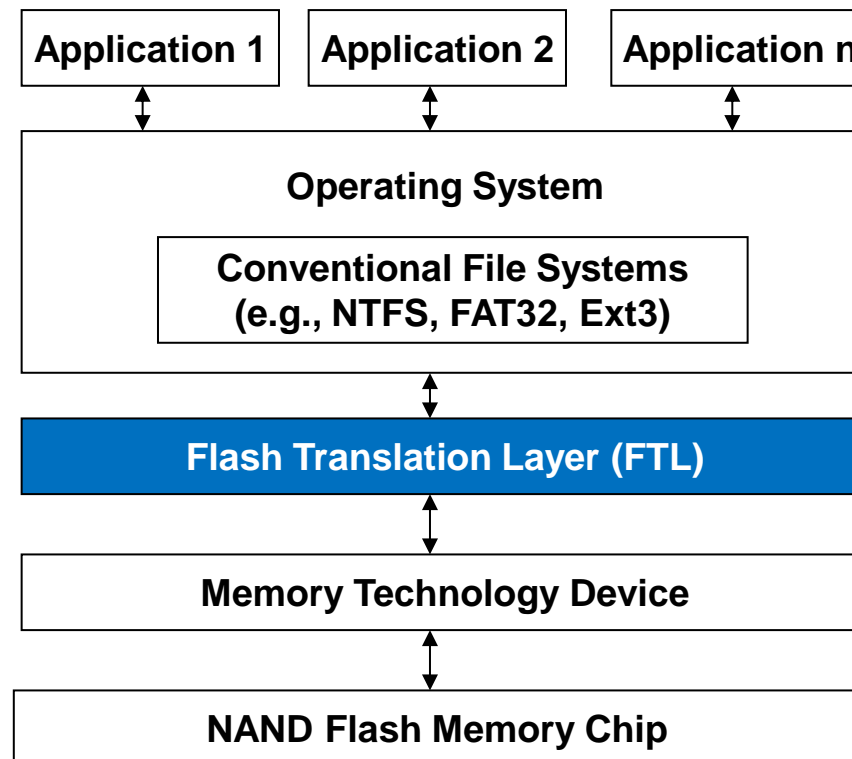 Application 1
Application 2
Application n
Operating System
Conventional File Systems
(e.g., NTFS, FAT32, Ext3)
Flash Translation Layer (FTL)
Memory Technology Device
NAND Flash Memory Chip